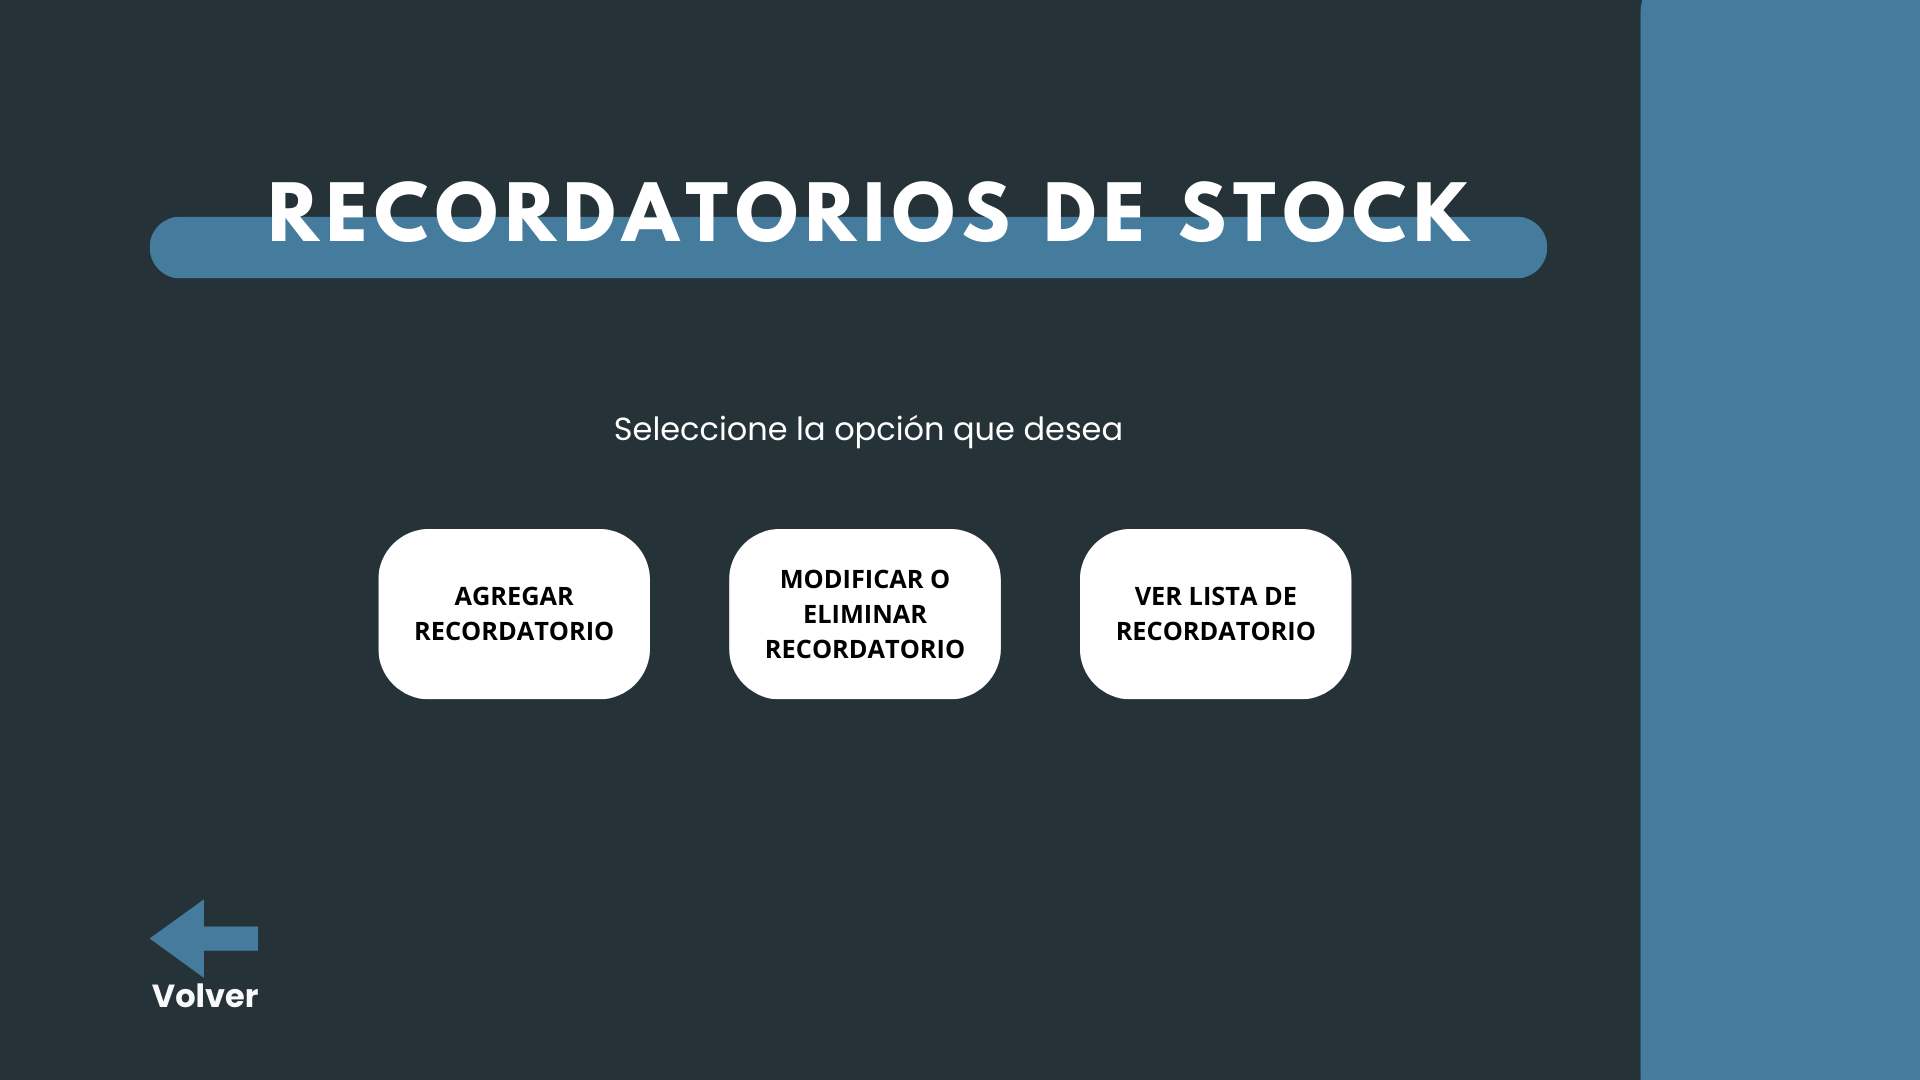 RECORDATORIOS DE STOCK
Seleccione la opción que desea
AGREGAR
RECORDATORIO
MODIFICAR O
ELIMINAR
RECORDATORIO
VER LISTA DE
RECORDATORIO
Volver